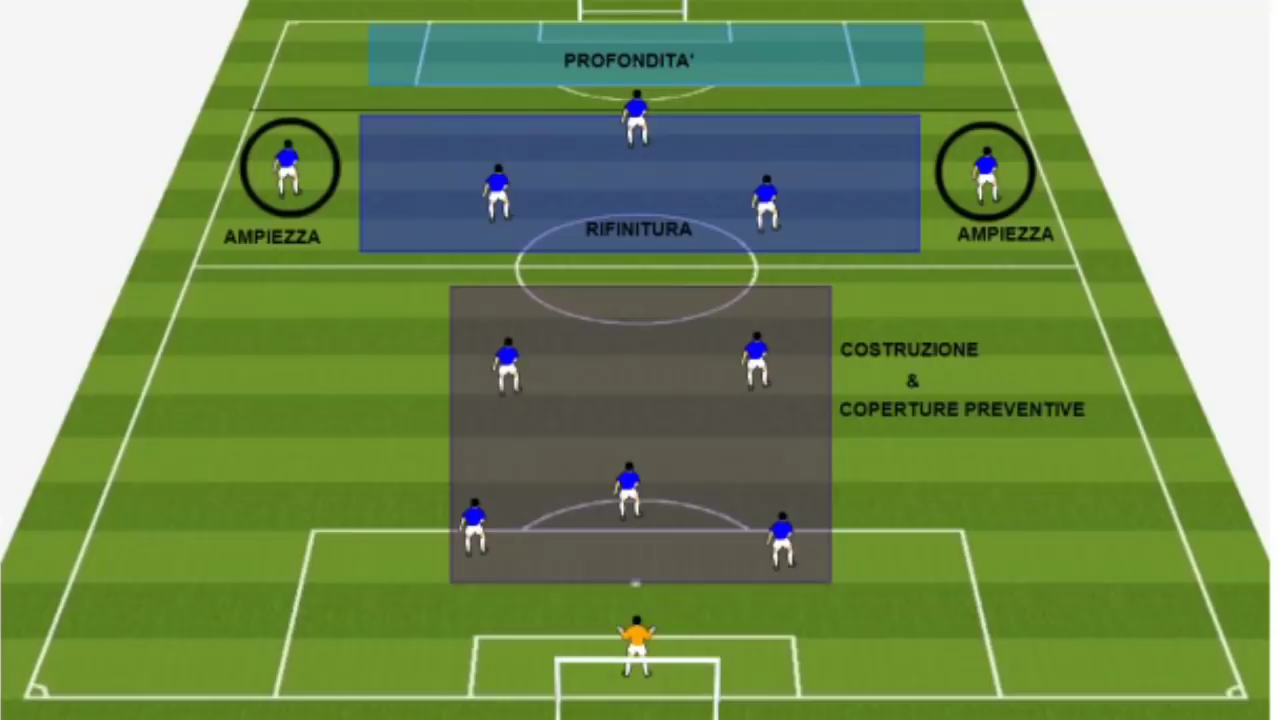 PROFONDITA'
RIFINITURA
AMPIEZZA
AMPIEZZA
COSTRUZIONE
&
COPERTURE PREVENTIVE